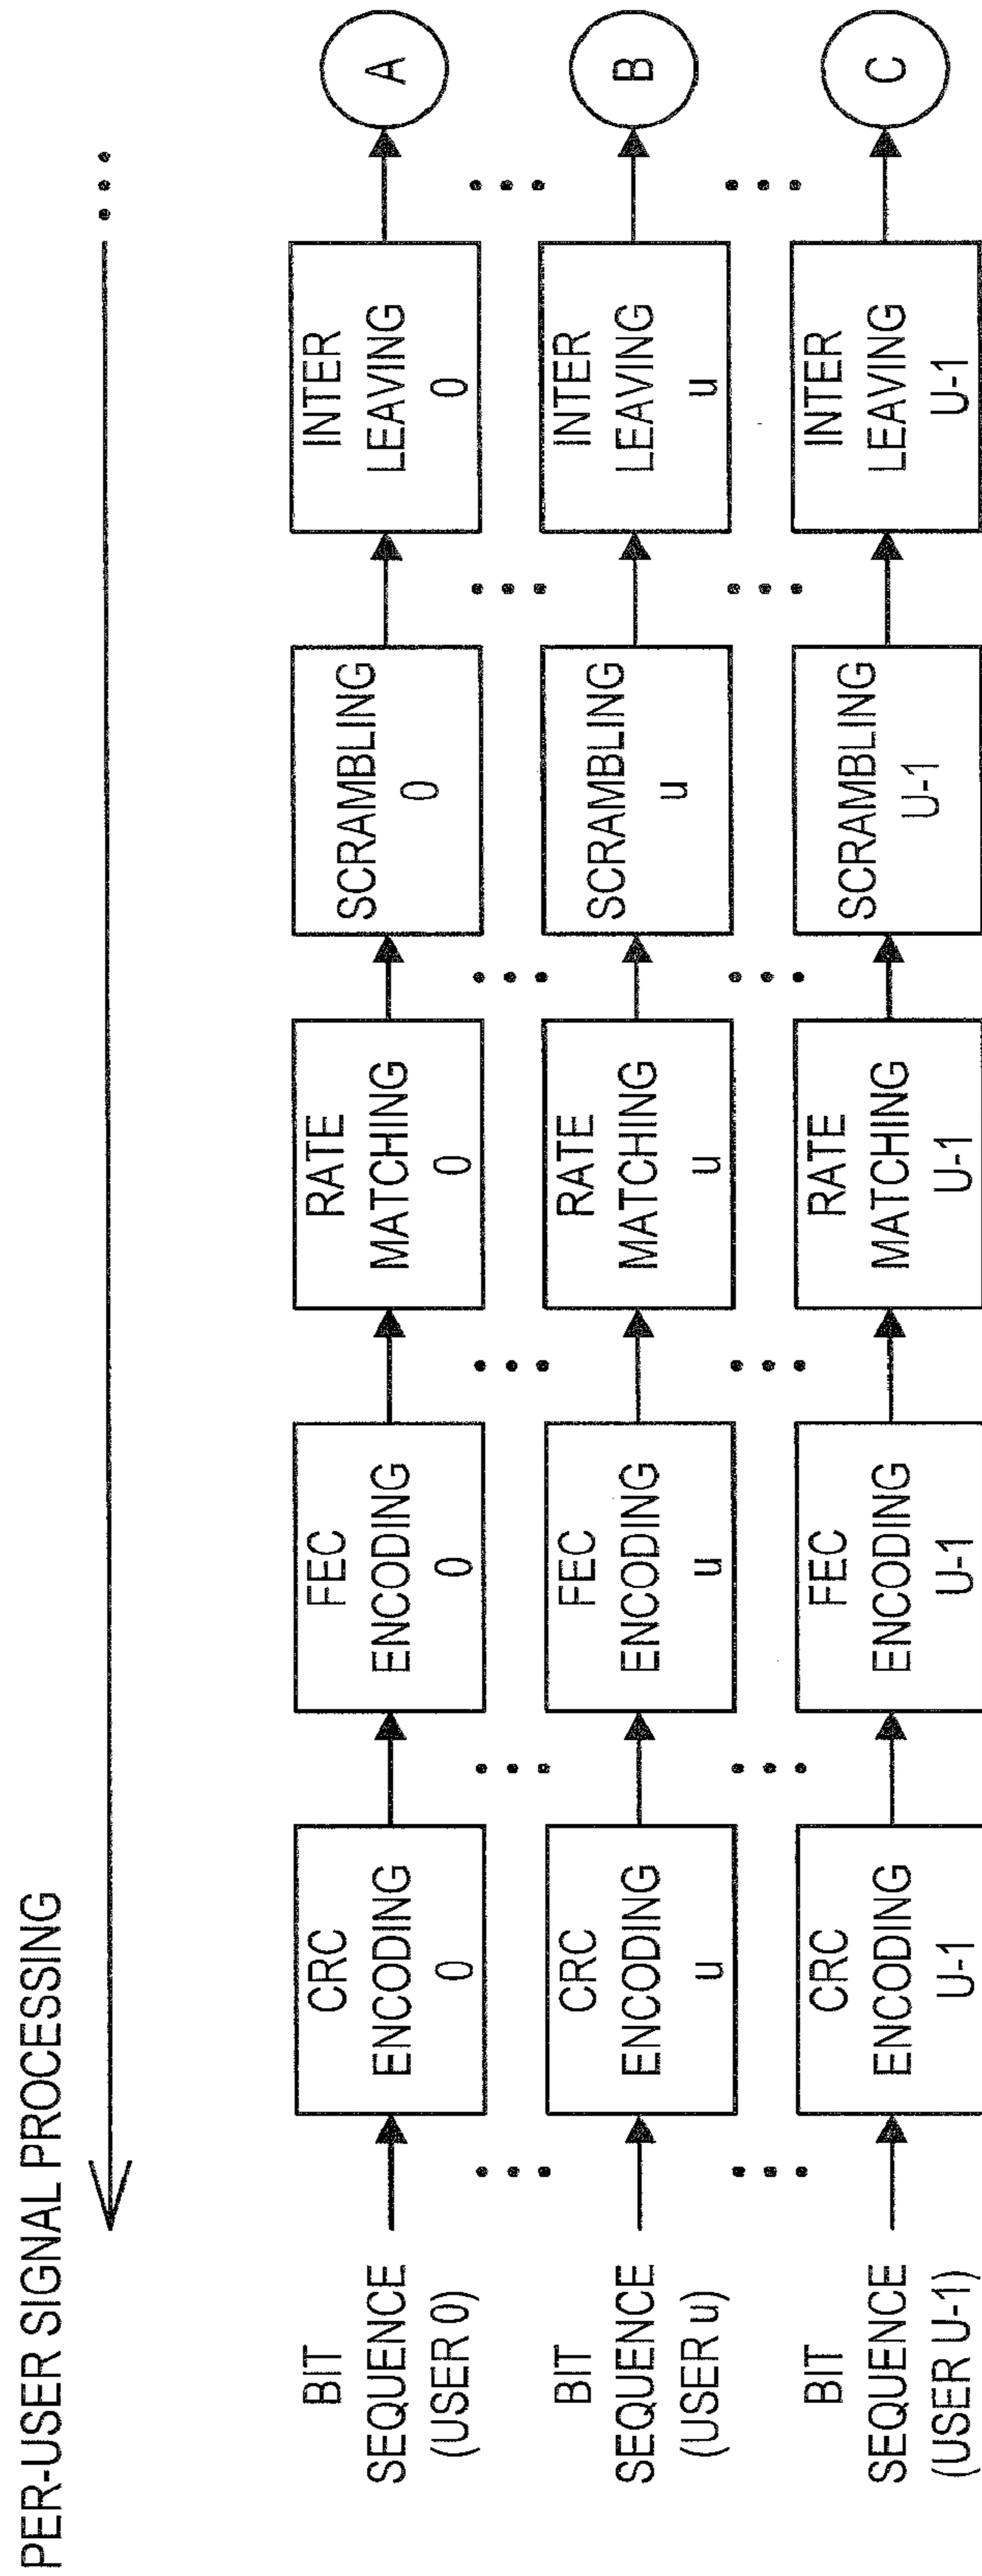 PER-USER SIGNAL PROCESSING
BIT
SEQUENCE
(USER 0)
CRC
ENCODING
0
FEC
ENCODING
0
RATE
MATCHING
0
SCRAMBLING
0
INTER
LEAVING
0
A
BIT
SEQUENCE
(USER u)
CRC
ENCODING
u
FEC
ENCODING
u
RATE
MATCHING
u
SCRAMBLING
u
INTER
LEAVING
u
B
BIT
SEQUENCE
(USER U-1)
CRC
ENCODING
U-1
FEC
ENCODING
U-1
RATE
MATCHING
U-1
SCRAMBLING
U-1
INTER
LEAVING
U-1
C